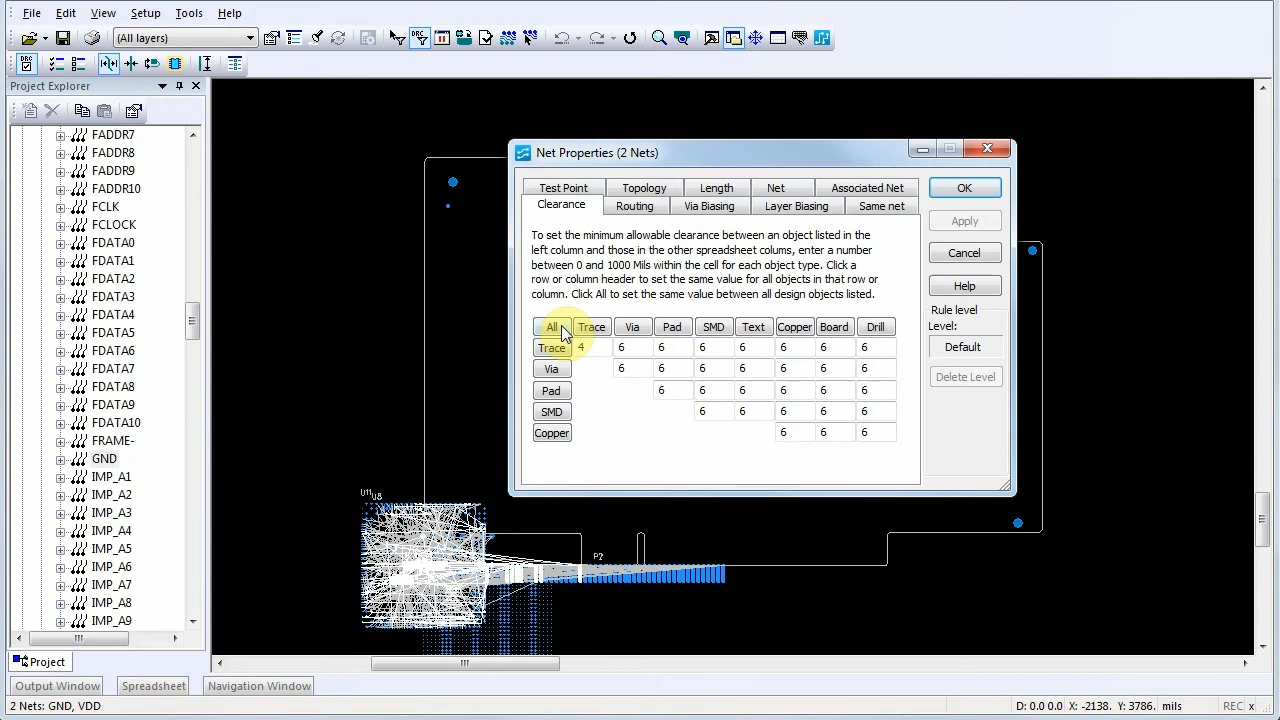 File Edit View Setup Tools Help
(All layers)
Project Explorer
FADDR7
FADDR8
FADDR9
FADDR10
FCLK
FCLOCK
FDATA0
FDATA1
FDATA2
FDATA3
FDATA4
FDATA5
FDATA6
FDATA7
FDATA8
FDATA9
FDATA10
FRAME-
GND
IMP_A1
IMP_A2
IMP_A3
IMP_A4
IMP_A5
IMP_A6
IMP_A7
IMP_A8
IMP_A9
Project
Output Window Spreadsheet Navigation Window
2 Nets: GND, VDD
D: 0.0 0.0 X: -2138. Y: 3786. mils REC x
U11 U8
P2
Net Properties (2 Nets)
Test Point Topology Length Net Associated Net
Clearance Routing Via Biasing Layer Biasing Same net
To set the minimum allowable clearance between an object listed in the
left column and those in the other spreadsheet colums, enter a number
between 0 and 1000 Mils within the cell for each object type. Click a
row or column header to set the same value for all objects in that row or
column. Click All to set the same value between all design objects listed.
All Trace Via Pad SMD Text Copper Board Drill
Trace 4 6 6 6 6 6 6 6
Via 6 6 6 6 6 6 6
Pad 6 6 6 6 6 6
SMD 6 6 6 6 6
Copper 6 6 6
OK
Apply
Cancel
Help
Rule level
Level:
Default
Delete Level